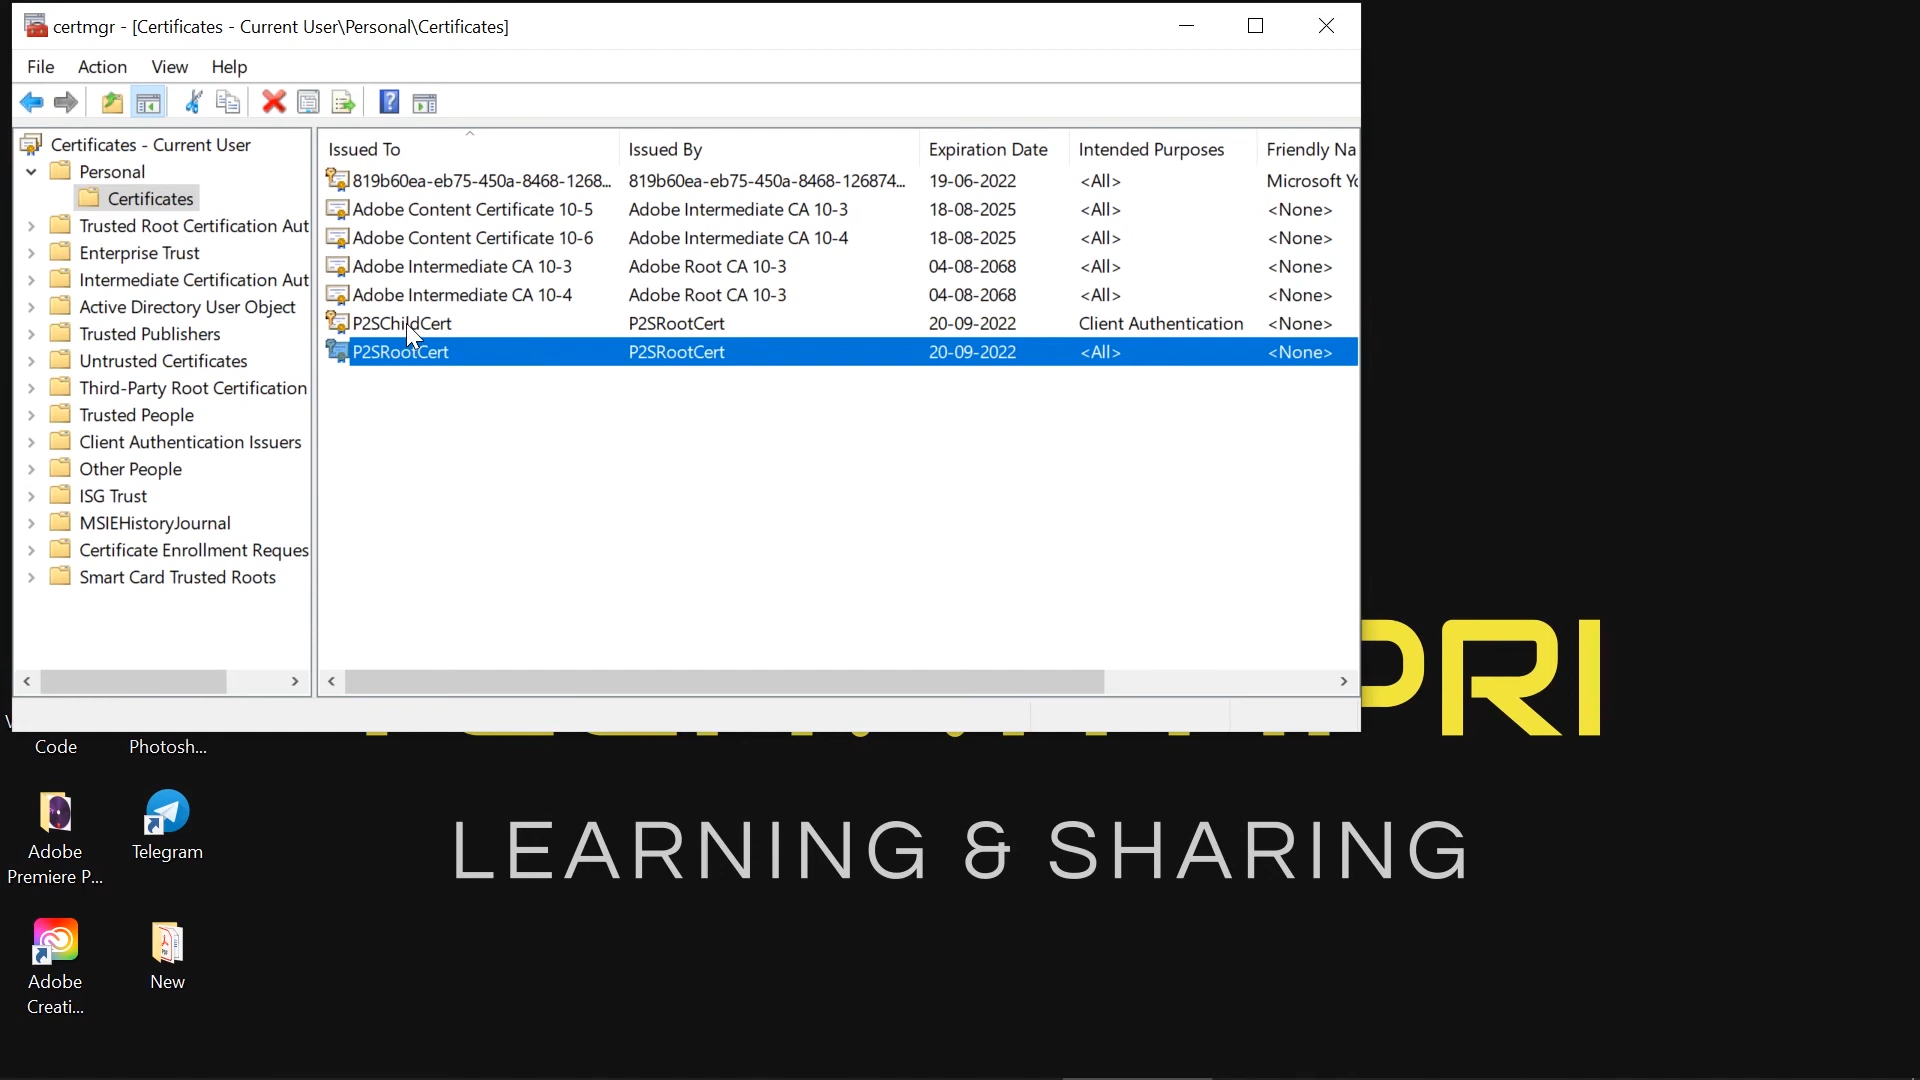 certmgr - [Certificates - Current User\Personal\Certificates]
File Action View Help
Certificates - Current User
Personal
Certificates
Trusted Root Certification Aut
Enterprise Trust
Intermediate Certification Aut
Active Directory User Object
Trusted Publishers
Untrusted Certificates
Third-Party Root Certification
Trusted People
Client Authentication Issuers
Other People
ISG Trust
MSIEHistoryJournal
Certificate Enrollment Reques
Smart Card Trusted Roots
Issued To Issued By Expiration Date Intended Purposes Friendly Na
819b60ea-eb75-450a-8468-1268... 819b60ea-eb75-450a-8468-126874... 19-06-2022 <All> Microsoft Yo
Adobe Content Certificate 10-5 Adobe Intermediate CA 10-3 18-08-2025 <All> <None>
Adobe Content Certificate 10-6 Adobe Intermediate CA 10-4 18-08-2025 <All> <None>
Adobe Intermediate CA 10-3 Adobe Root CA 10-3 04-08-2068 <All> <None>
Adobe Intermediate CA 10-4 Adobe Root CA 10-3 04-08-2068 <All> <None>
P2SChildCert P2SRootCert 20-09-2022 Client Authentication <None>
P2SRootCert P2SRootCert 20-09-2022 <All> <None>
PRI
LEARNING & SHARING
Code
Photosh...
Adobe
Premiere P...
Telegram
Adobe
Creati...
New